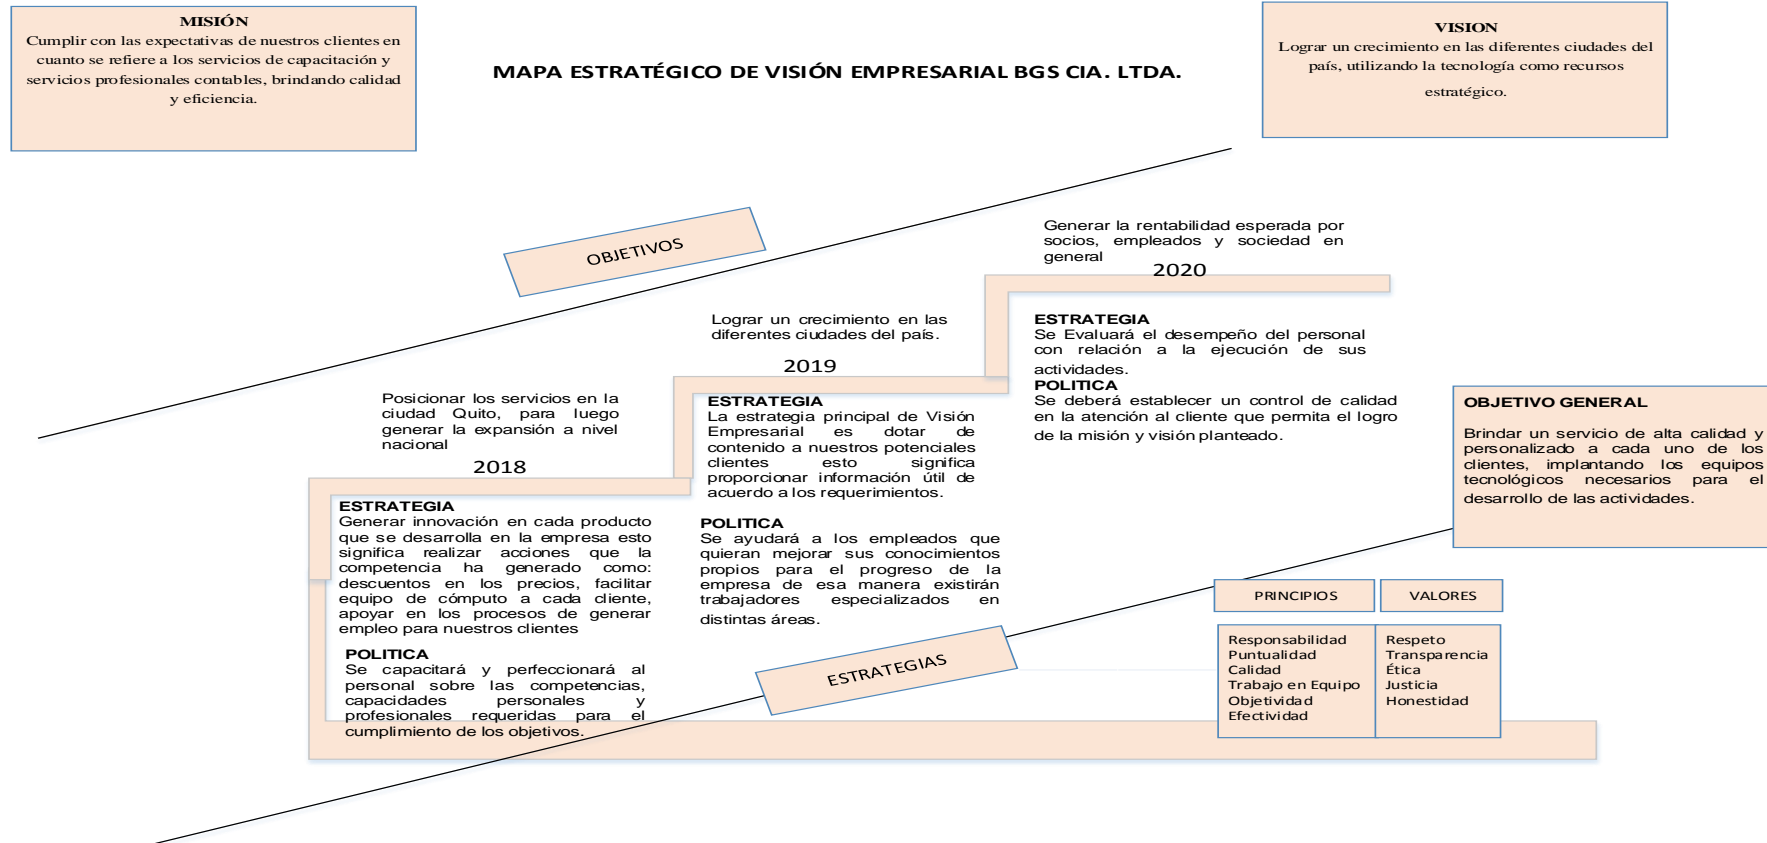 MISIÓN
Cumplir con las expectativas de nuestros clientes en
cuanto se refiere a los servicios de capacitación y
servicios profesionales contables, brindando calidad
y eficiencia.
MAPA ESTRATÉGICO DE VISIÓN EMPRESARIAL BGS CIA. LTDA.
VISION
Lograr un crecimiento en las diferentes ciudades del
país, utilizando la tecnología como recursos
estratégico.
OBJETIVOS
Generar la rentabilidad esperada por
socios, empleados y sociedad en
general
2020
ESTRATEGIA
Se Evaluará el desempeño del personal
con relación a la ejecución de sus
actividades.
POLITICA
Se deberá establecer un control de calidad
en la atención al cliente que permita el logro
de la misión y visión planteado.
Lograr un crecimiento en las
diferentes ciudades del país.
2019
ESTRATEGIA
La estrategia principal de Visión
Empresarial es dotar de
contenido a nuestros potenciales
clientes esto significa
proporcionar información útil de
acuerdo a los requerimientos.
POLITICA
Se ayudará a los empleados que
quieran mejorar sus conocimientos
propios para el progreso de la
empresa de esa manera existirán
trabajadores especializados en
distintas áreas.
Posicionar los servicios en la
ciudad Quito, para luego
generar la expansión a nivel
nacional
2018
ESTRATEGIA
Generar innovación en cada producto
que se desarrolla en la empresa esto
significa realizar acciones que la
competencia ha generado como:
descuentos en los precios, facilitar
equipo de cómputo a cada cliente,
apoyar en los procesos de generar
empleo para nuestros clientes
POLITICA
Se capacitará y perfeccionará al
personal sobre las competencias,
capacidades personales y
profesionales requeridas para el
cumplimiento de los objetivos.
OBJETIVO GENERAL
Brindar un servicio de alta calidad y
personalizado a cada uno de los
clientes, implantando los equipos
tecnológicos necesarios para el
desarrollo de las actividades.
ESTRATEGIAS
PRINCIPIOS
Responsabilidad
Puntualidad
Calidad
Trabajo en Equipo
Objetividad
Efectividad
VALORES
Respeto
Transparencia
Ética
Justicia
Honestidad